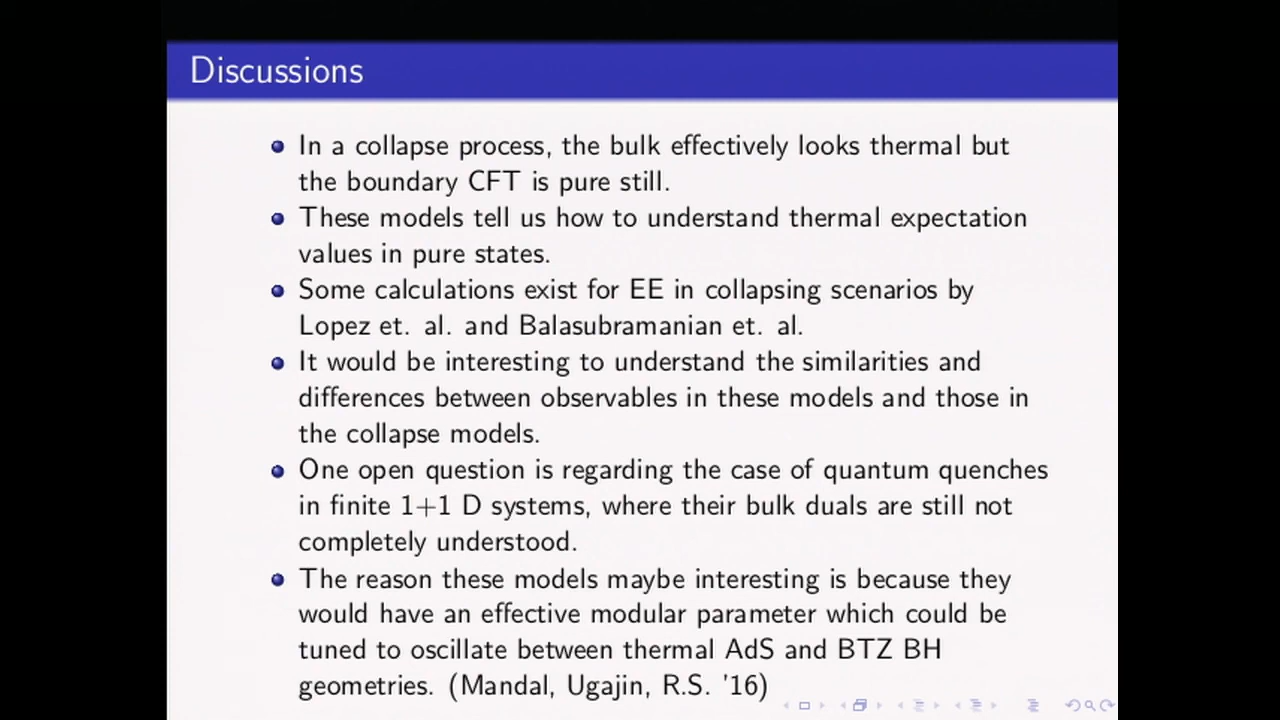 Discussions
In a collapse process, the bulk effectively looks thermal but
the boundary CFT is pure still.
These models tell us how to understand thermal expectation
values in pure states.
Some calculations exist for EE in collapsing scenarios by
Lopez et. al. and Balasubramanian et. al.
It would be interesting to understand the similarities and
differences between observables in these models and those in
the collapse models.
One open question is regarding the case of quantum quenches
in finite 1+1 D systems, where their bulk duals are still not
completely understood.
The reason these models maybe interesting is because they
would have an effective modular parameter which could be
tuned to oscillate between thermal AdS and BTZ BH
geometries. (Mandal, Ugajin, R.S. '16)